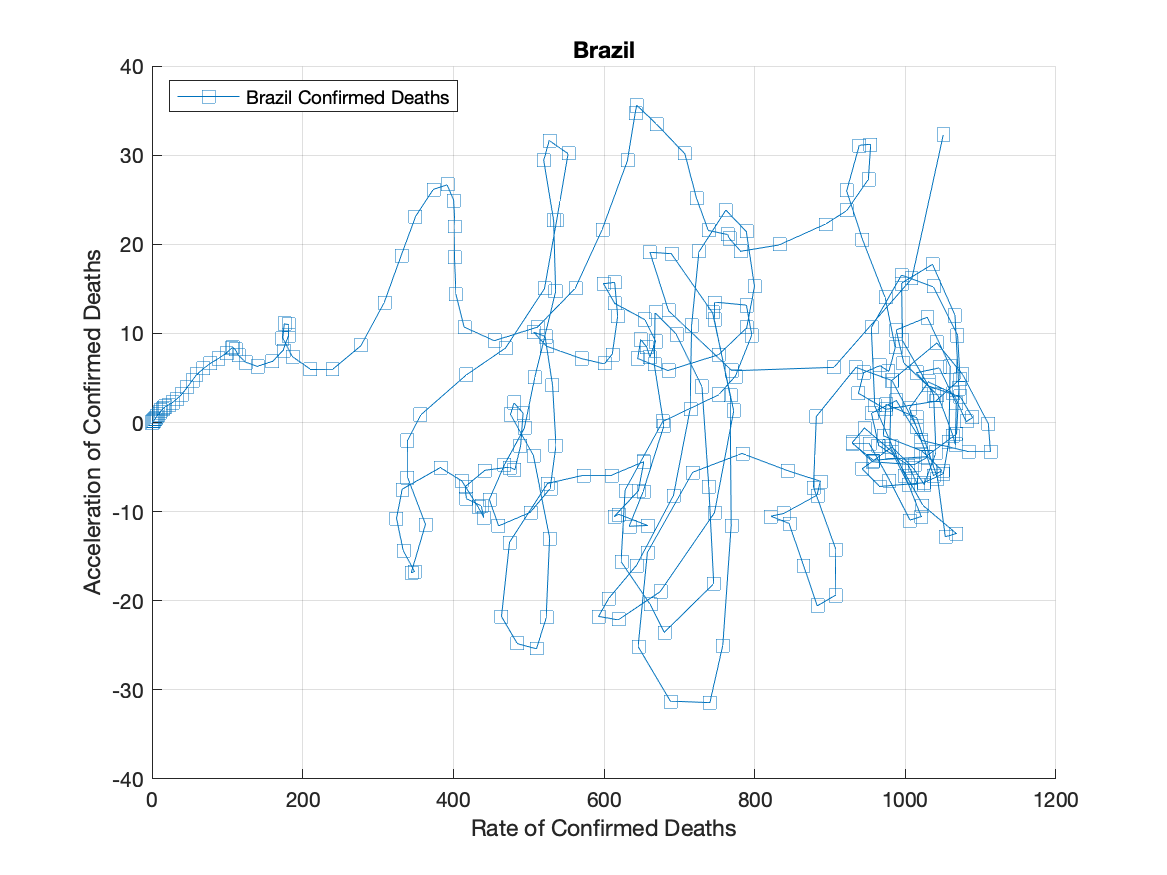 Brazil
Brazil Confirmed Deaths
Acceleration of Confirmed Deaths
40
30
20
10
0
-10
-20
-30
-40
0 200 400 600 800 1000 1200
Rate of Confirmed Deaths